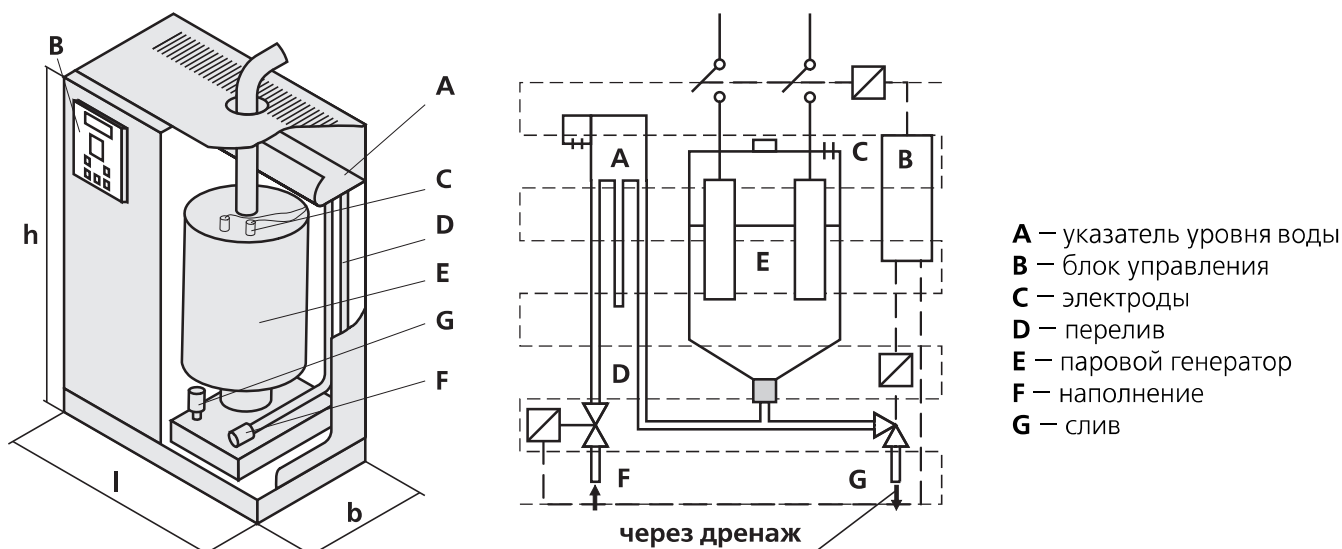 B
A
C
D
E
G
F
h
l
b
A
C
B
E
D
F
G
через дренаж
A – указатель уровня воды
B – блок управления
C – электроды
D – перелив
E – паровой генератор
F – наполнение
G – слив